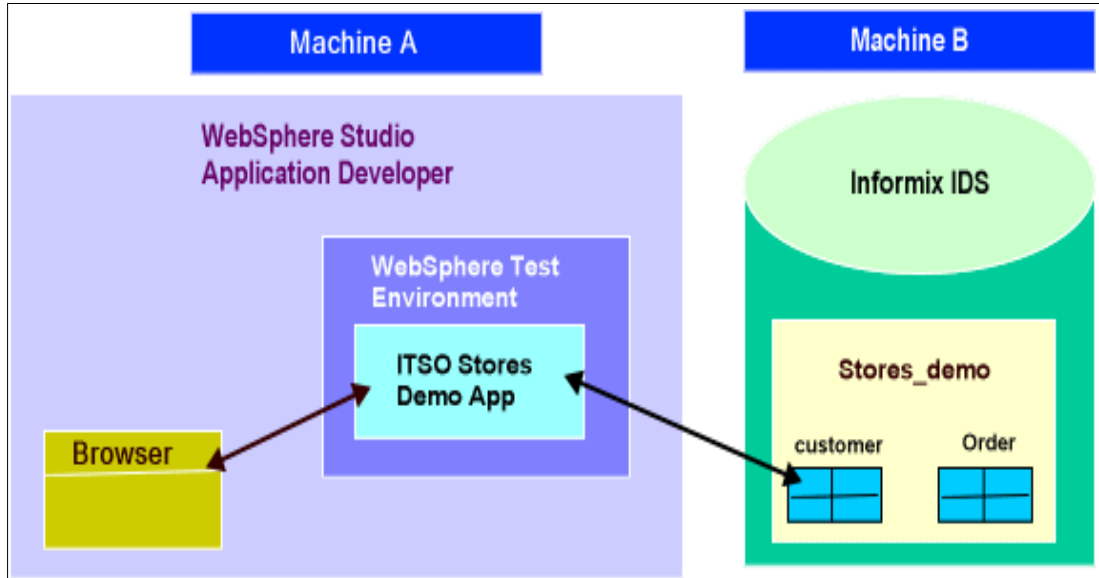 Machine A
Machine B
WebSphere Studio
Application Developer
Informix IDS
WebSphere Test
Environment
ITSO Stores
Demo App
Stores_demo
Browser
customer
Order